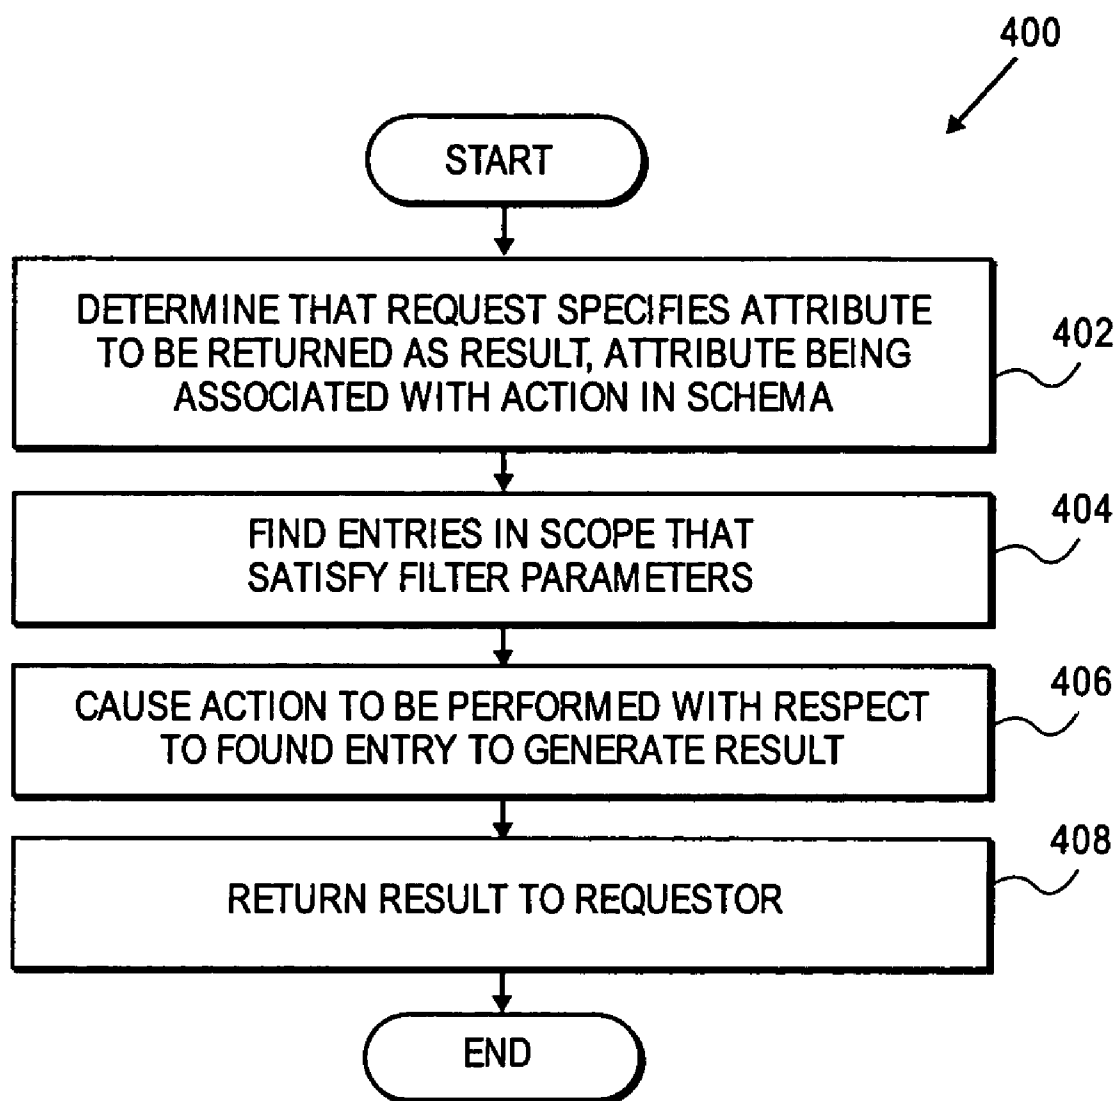 400
START
DETERMINE THAT REQUEST SPECIFIES ATTRIBUTE
TO BE RETURNED AS RESULT, ATTRIBUTE BEING
ASSOCIATED WITH ACTION IN SCHEMA
402
FIND ENTRIES IN SCOPE THAT
SATISFY FILTER PARAMETERS
404
CAUSE ACTION TO BE PERFORMED WITH RESPECT
TO FOUND ENTRY TO GENERATE RESULT
406
RETURN RESULT TO REQUESTOR
408
END